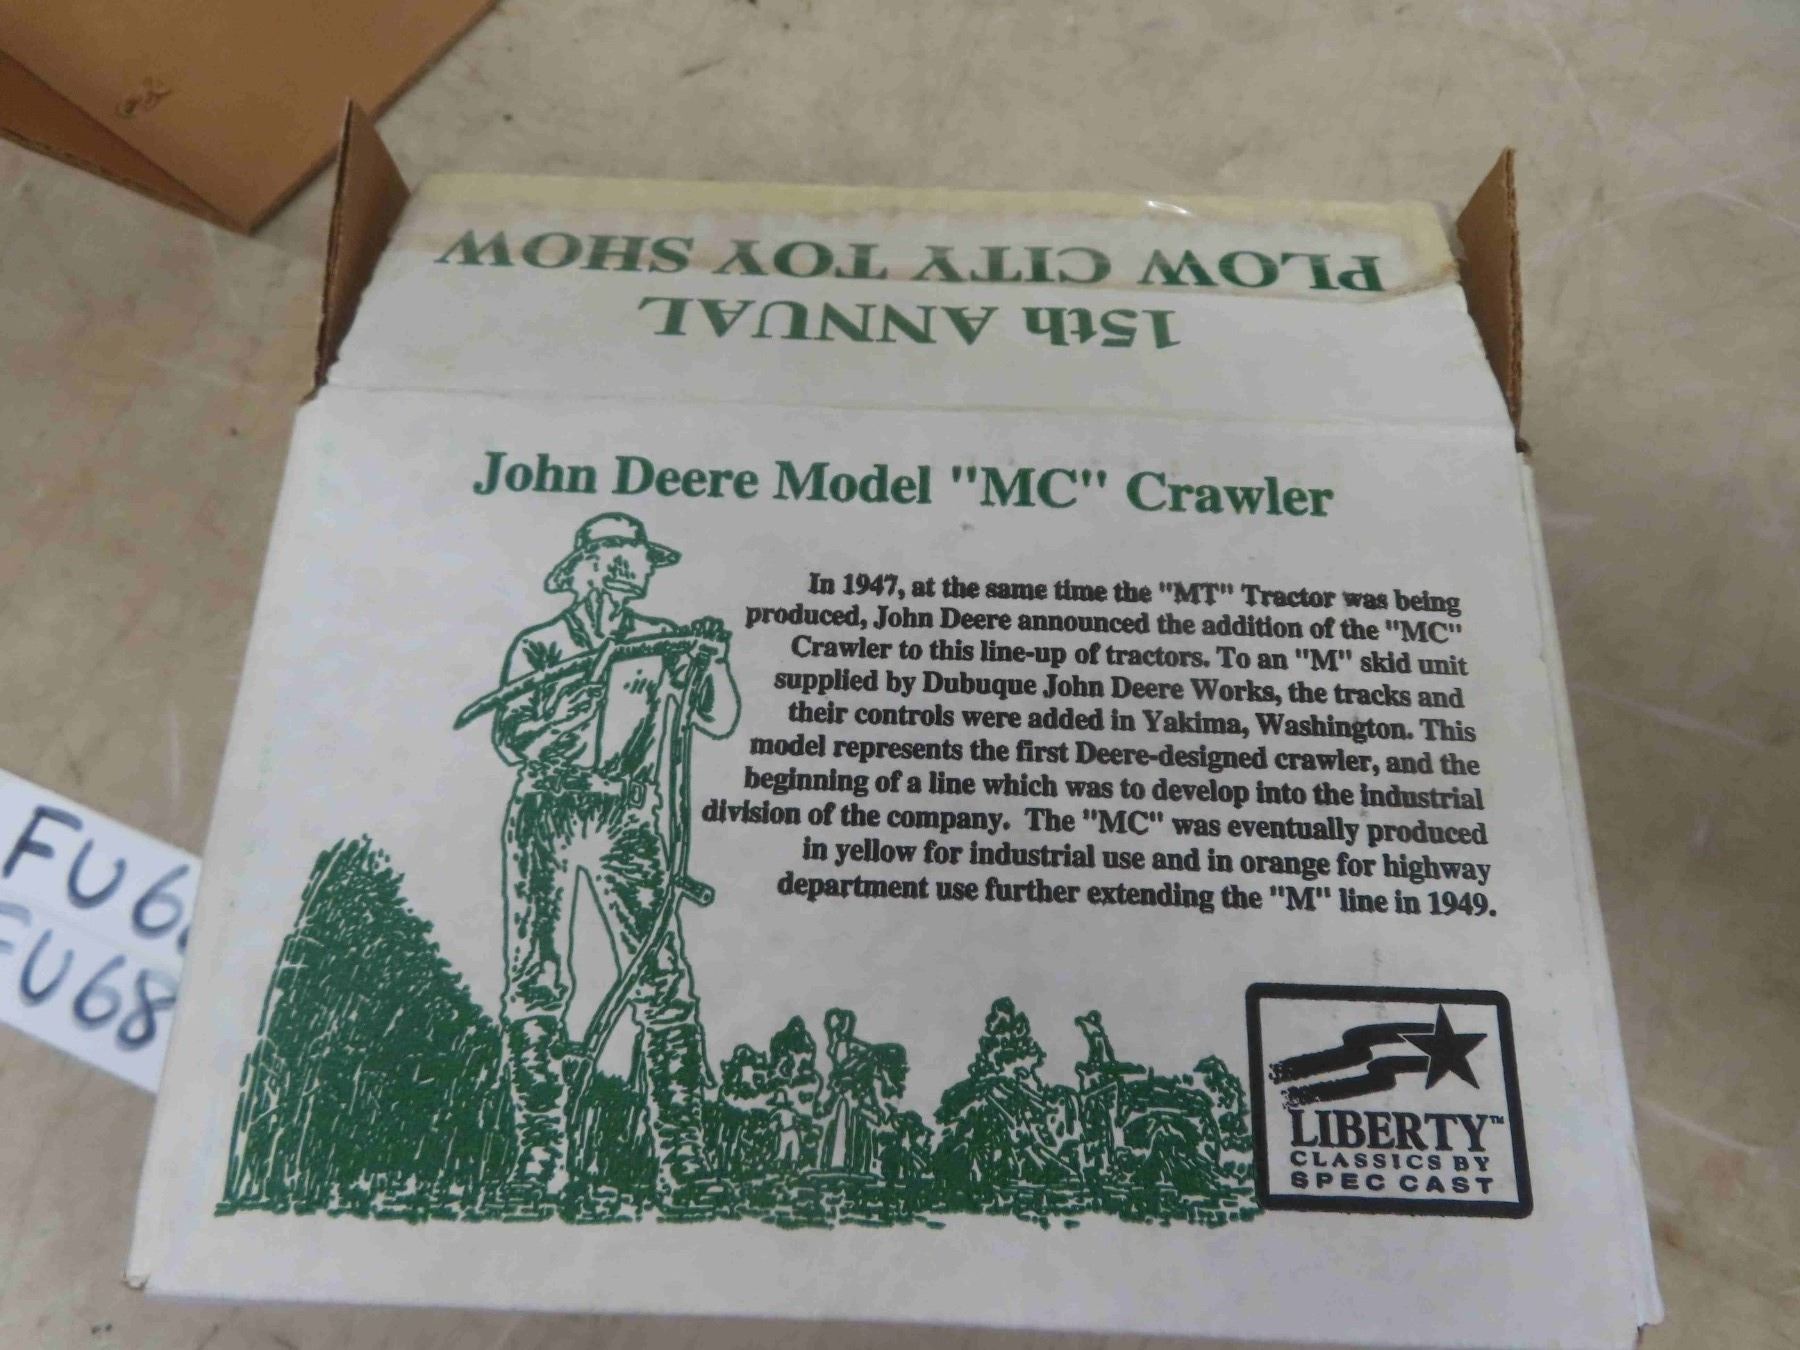 PLOW CITY TOY SHOW
15th ANNUAL
John Deere Model "MC" Crawler
In 1947, at the same time the "MT" Tractor was being
produced, John Deere announced the addition of the "MC"
Crawler to this line-up of tractors. To an "M" skid unit
supplied by Dubuque John Deere Works, the tracks and
their controls were added in Yakima, Washington. This
model represents the first Deere-designed crawler, and the
beginning of a line which was to develop into the industrial
division of the company. The "MC" was eventually produced
in yellow for industrial use and in orange for highway
department use further extending the "M" line in 1949.
LIBERTY™
CLASSICS BY
SPEC CAST
FU68